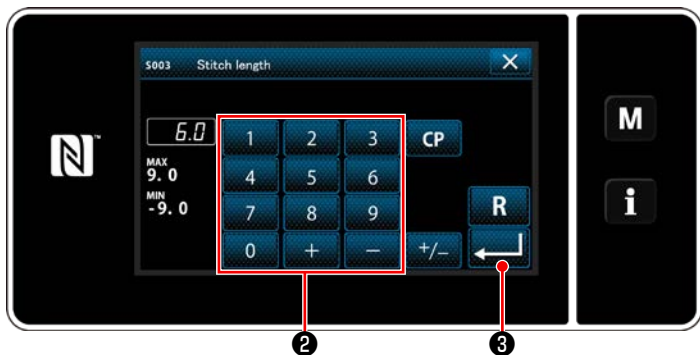 S003 Stitch length
6.0
1 2 3 CP
MAX
9. 0
4 5 6
MIN
-9. 0
7 8 9 R
0 + − +/−
M
i
N™
❷ ❸